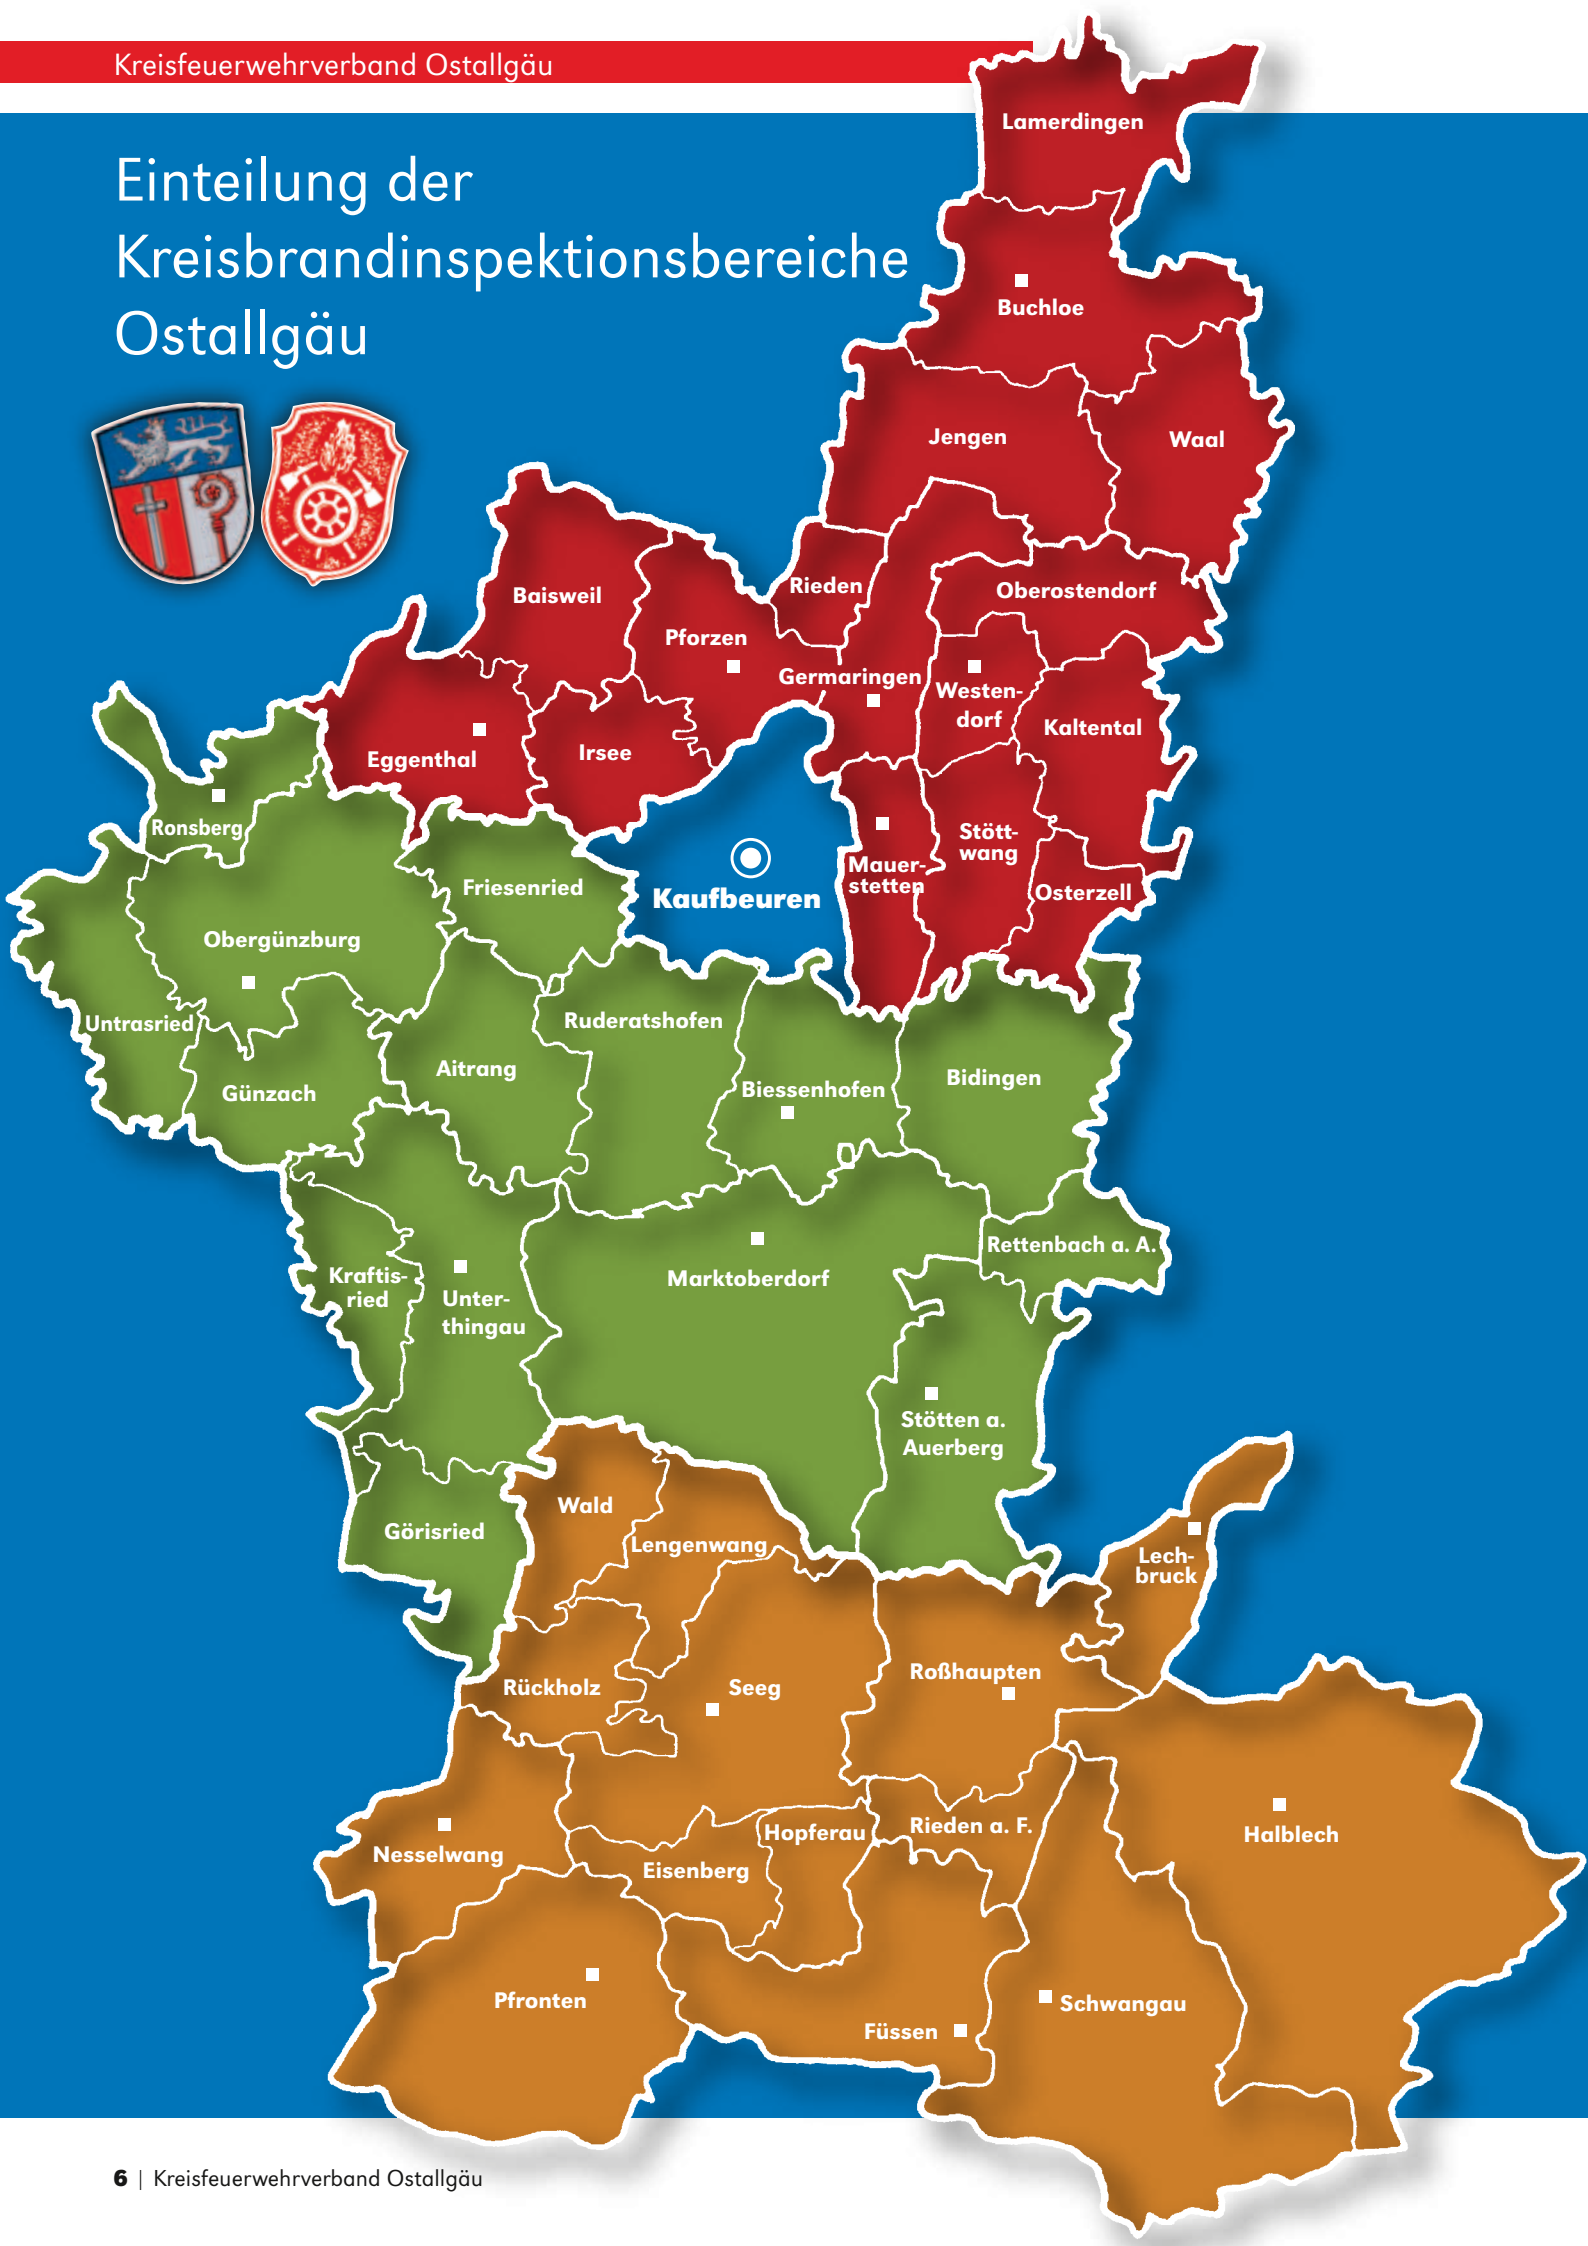 Kreisfeuerwehrverband Ostallgäu
Einteilung der
Kreisbrandinspektionsbereiche
Ostallgäu
Lamerdingen
Buchloe
Jengen
Waal
Rieden
Oberostendorf
Baisweil
Pforzen
Germaringen
Westen-
dorf
Kaltental
Eggenthal
Irsee
Ronsberg
Stött-
wang
Mauer-
stetten
Osterzell
Friesenried
Kaufbeuren
Obergünzburg
Untrasried
Ruderatshofen
Aitrang
Günzach
Biessenhofen
Bidingen
Rettenbach a. A.
Kraftis-
ried
Unter-
thingau
Marktoberdorf
Stötten a.
Auerberg
Görisried
Wald
Lengenwang
Lech-
bruck
Rückholz
Seeg
Roßhaupten
Nesselwang
Eisenberg
Hopferau
Rieden a. F.
Halblech
Pfronten
Füssen
Schwangau
6 | Kreisfeuerwehrverband Ostallgäu